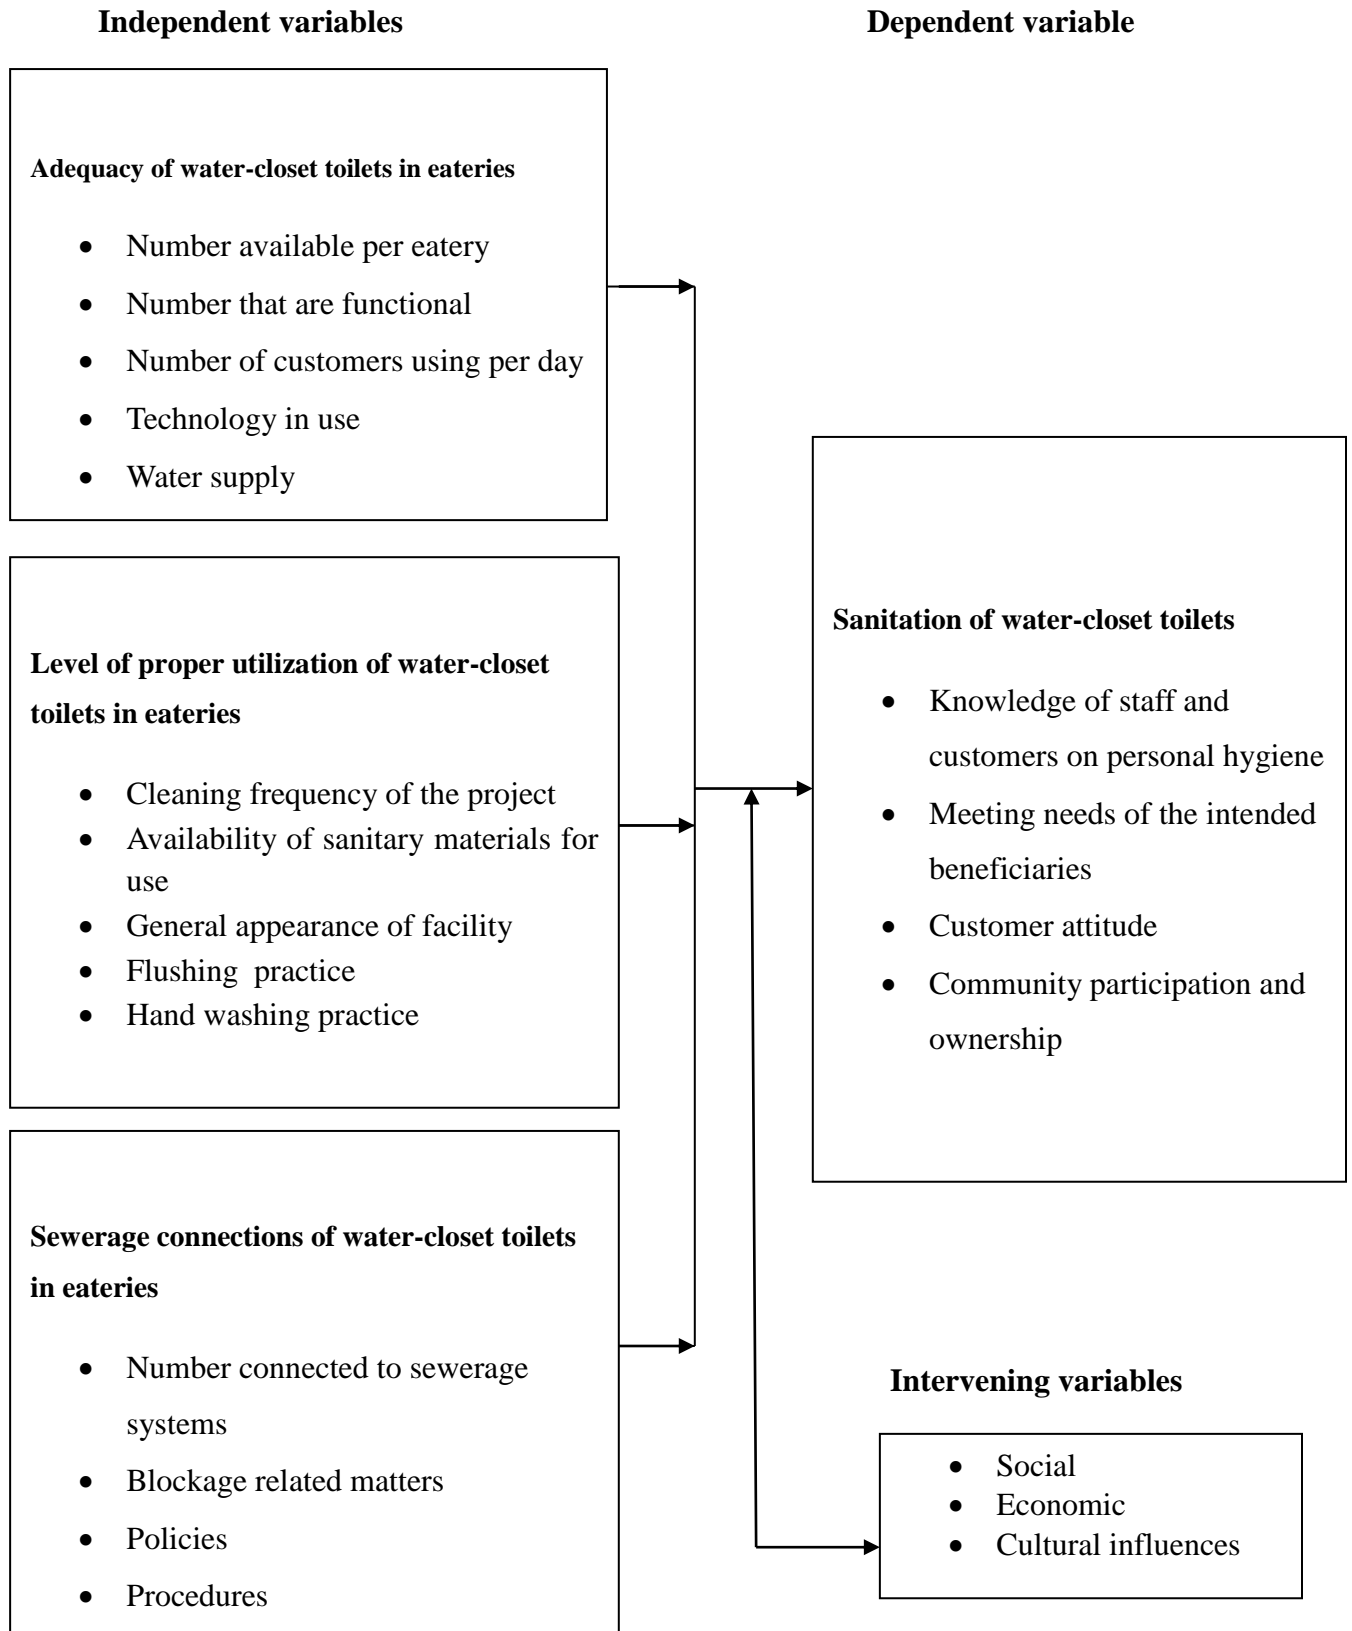 Independent variables
Dependent variable
Adequacy of water-closet toilets in eateries
• Number available per eatery
• Number that are functional
• Number of customers using per day
• Technology in use
• Water supply
Level of proper utilization of water-closet
toilets in eateries
• Cleaning frequency of the project
• Availability of sanitary materials for
use
• General appearance of facility
• Flushing practice
• Hand washing practice
Sewerage connections of water-closet toilets
in eateries
• Number connected to sewerage
systems
• Blockage related matters
• Policies
• Procedures
Sanitation of water-closet toilets
• Knowledge of staff and
customers on personal hygiene
• Meeting needs of the intended
beneficiaries
• Customer attitude
• Community participation and
ownership
Intervening variables
• Social
• Economic
• Cultural influences